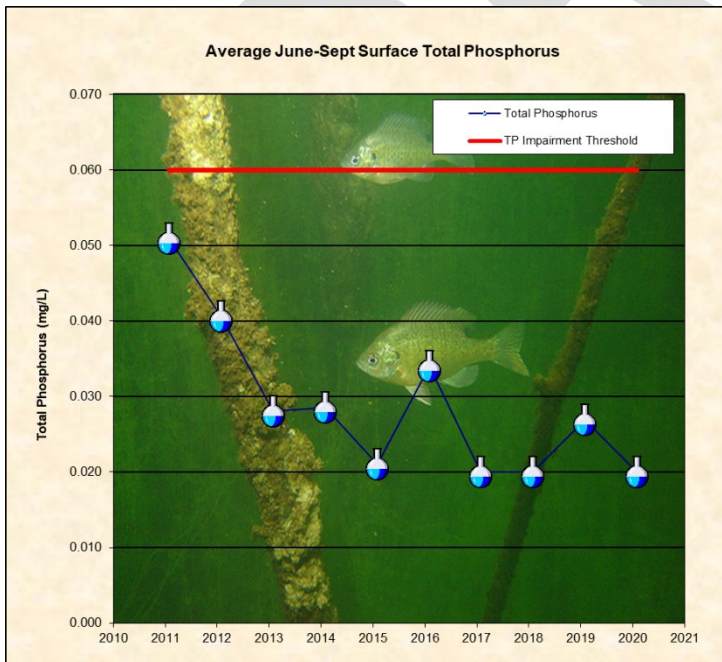 Average June-Sept Surface Total Phosphorus
Total Phosphorus
TP Impairment Threshold
Total Phosphorus (mg/L)
0.070
0.060
0.050
0.040
0.030
0.020
0.010
0.000
2010 2011 2012 2013 2014 2015 2016 2017 2018 2019 2020 2021